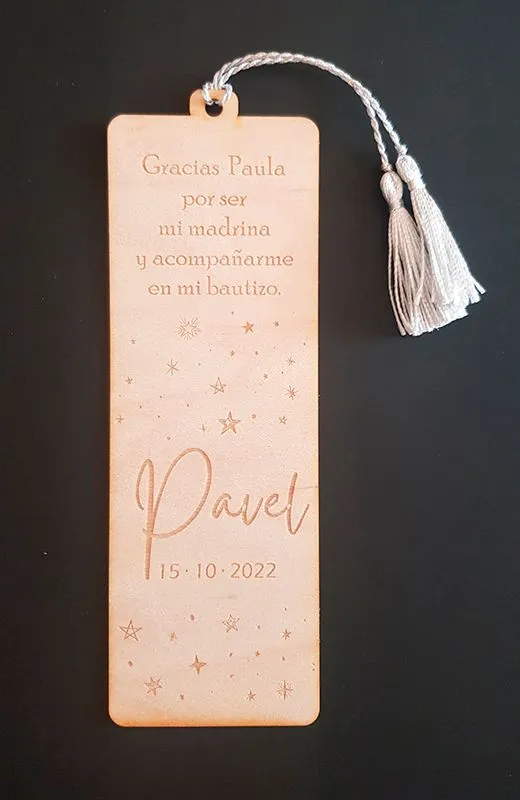 Gracias Paula
por ser
mi madrina
y acompañarme
en mi bautizo.
Pavel
15·10·2022